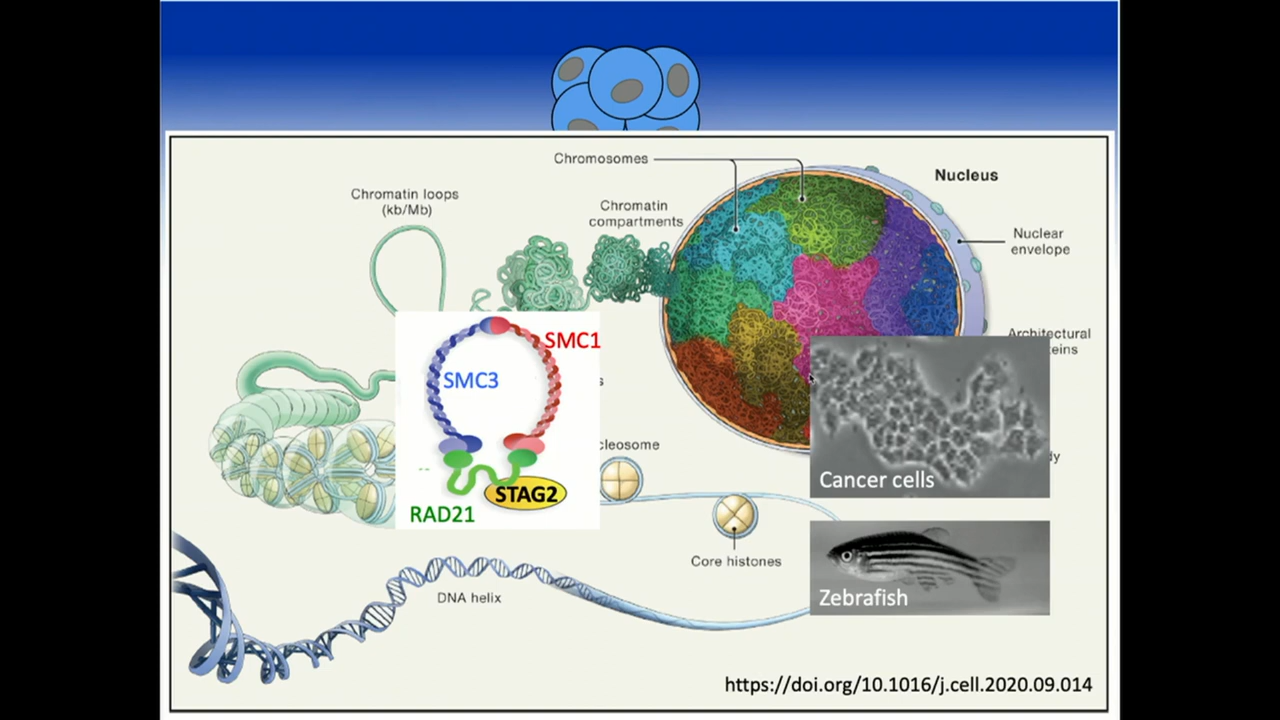 Chromosomes
Nucleus
Chromatin loops
(kb/Mb)
Chromatin
compartments
Nuclear
envelope
SMC1
Architectural
SMC3
Cancer cells
STAG2
RAD21
Core histones
DNA helix
Zebrafish
https://doi.org/10.1016/j.cell.2020.09.014